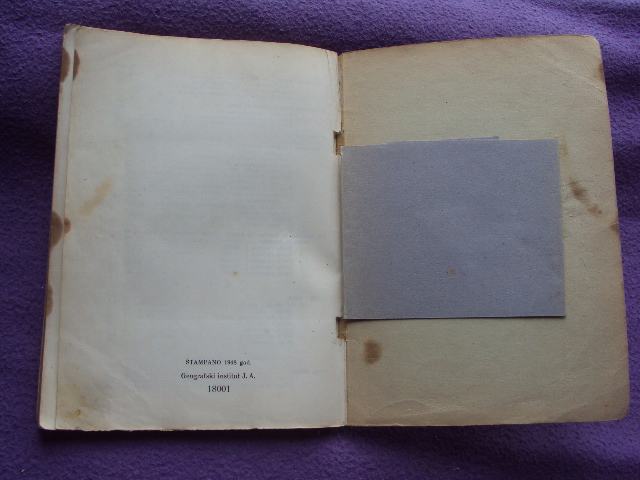 ŠTAMPANO 1948 god.
Geografski institut J. A.
18001